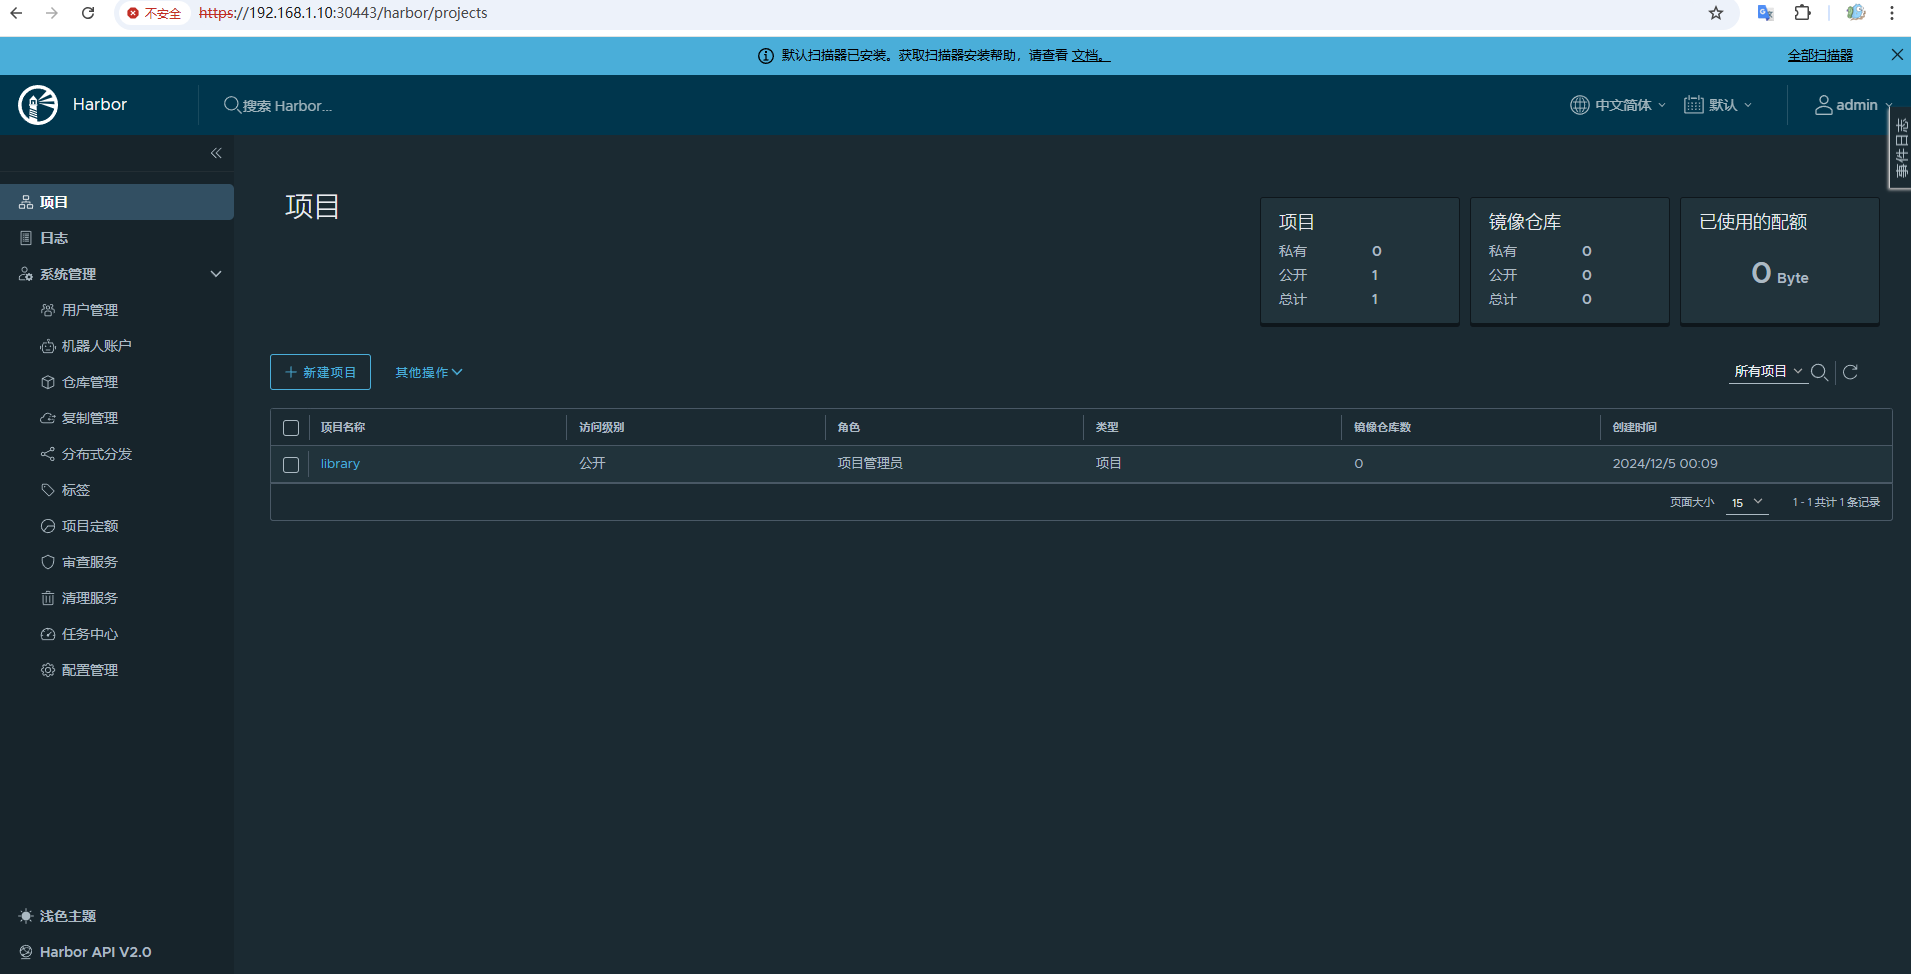 不安全 https://192.168.1.10:30443/harbor/projects
默认扫描器已安装。获取扫描器安装帮助，请查看 文档。 全部扫描器
Harbor 搜索 Harbor... 中文简体 默认 admin
事件日志
项目
日志
系统管理
用户管理
机器人账户
仓库管理
复制管理
分布式分发
标签
项目定额
审查服务
清理服务
任务中心
配置管理
浅色主题
Harbor API V2.0
项目
项目
私有 0
公开 1
总计 1
镜像仓库
私有 0
公开 0
总计 0
已使用的配额
0 Byte
新建项目 其他操作 所有项目
项目名称 访问级别 角色 类型 镜像仓库数 创建时间
library 公开 项目管理员 项目 0 2024/12/5 00:09
页面大小 15 1 - 1 共计 1 条记录